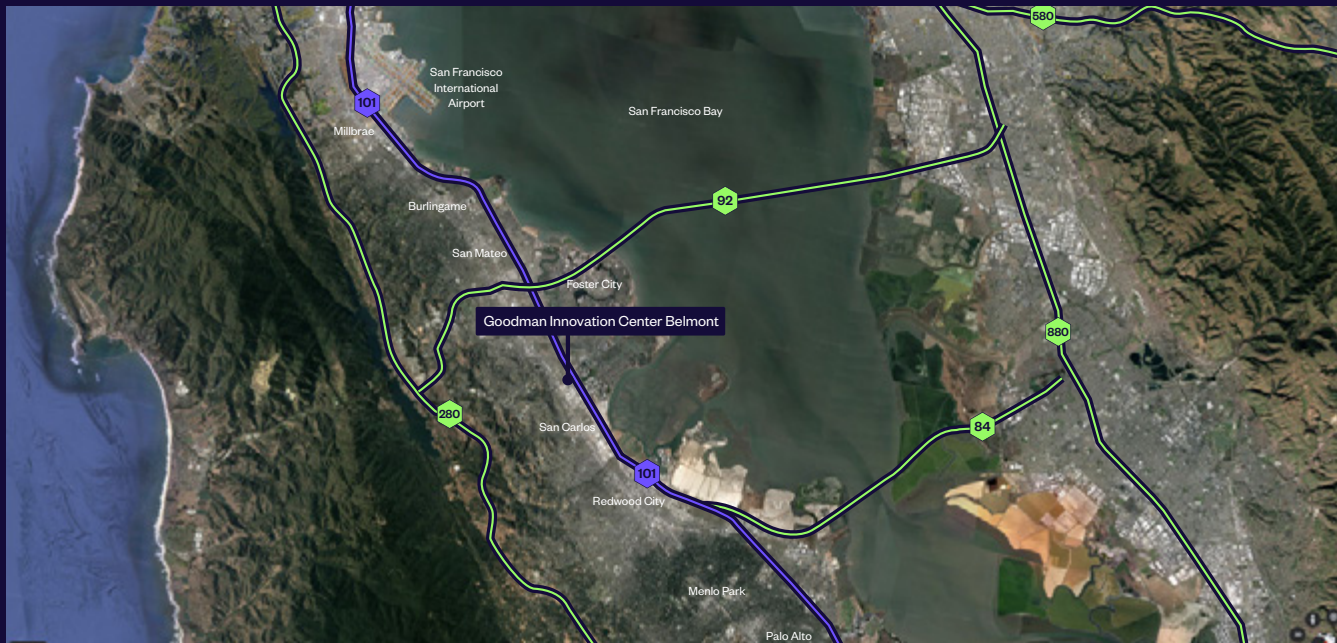 580
San Francisco
International
Airport
101
San Francisco Bay
Millbrae
92
Burlingame
San Mateo
Foster City
Goodman Innovation Center Belmont
880
280
San Carlos
84
101
Redwood City
Menlo Park
Palo Alto